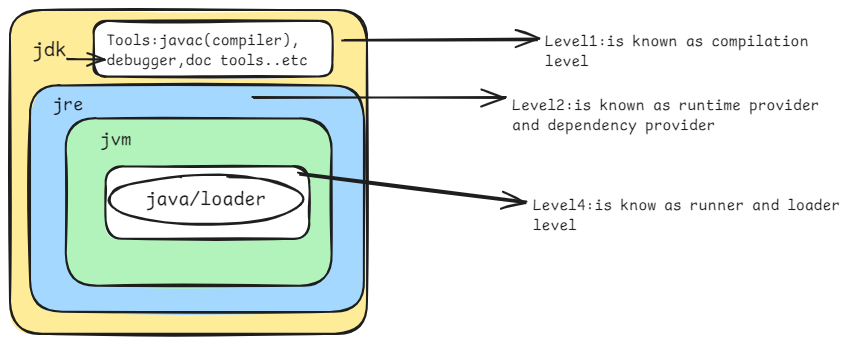 jdk
Tools:javac(compiler),
debugger,doc tools..etc
Level1:is known as compilation
level
jre
Level2:is known as runtime provider
and dependency provider
jvm
java/loader
Level4:is know as runner and loader
level